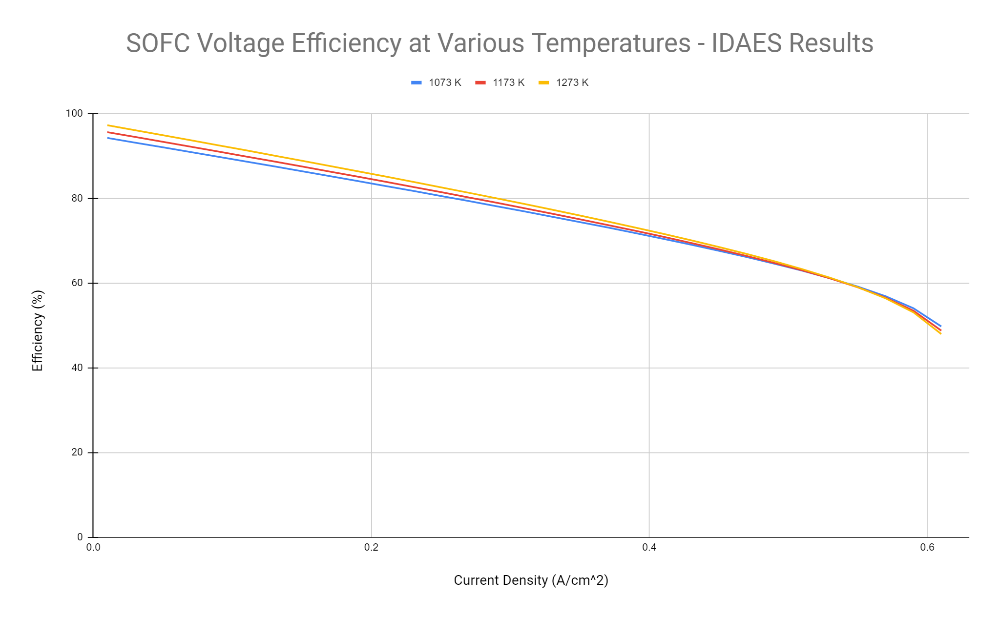 SOFC Voltage Efficiency at Various Temperatures - IDAES Results
1073 K 1173 K 1273 K
100
80
60
40
20
0
Efficiency (%)
0.0 0.2 0.4 0.6
Current Density (A/cm^2)